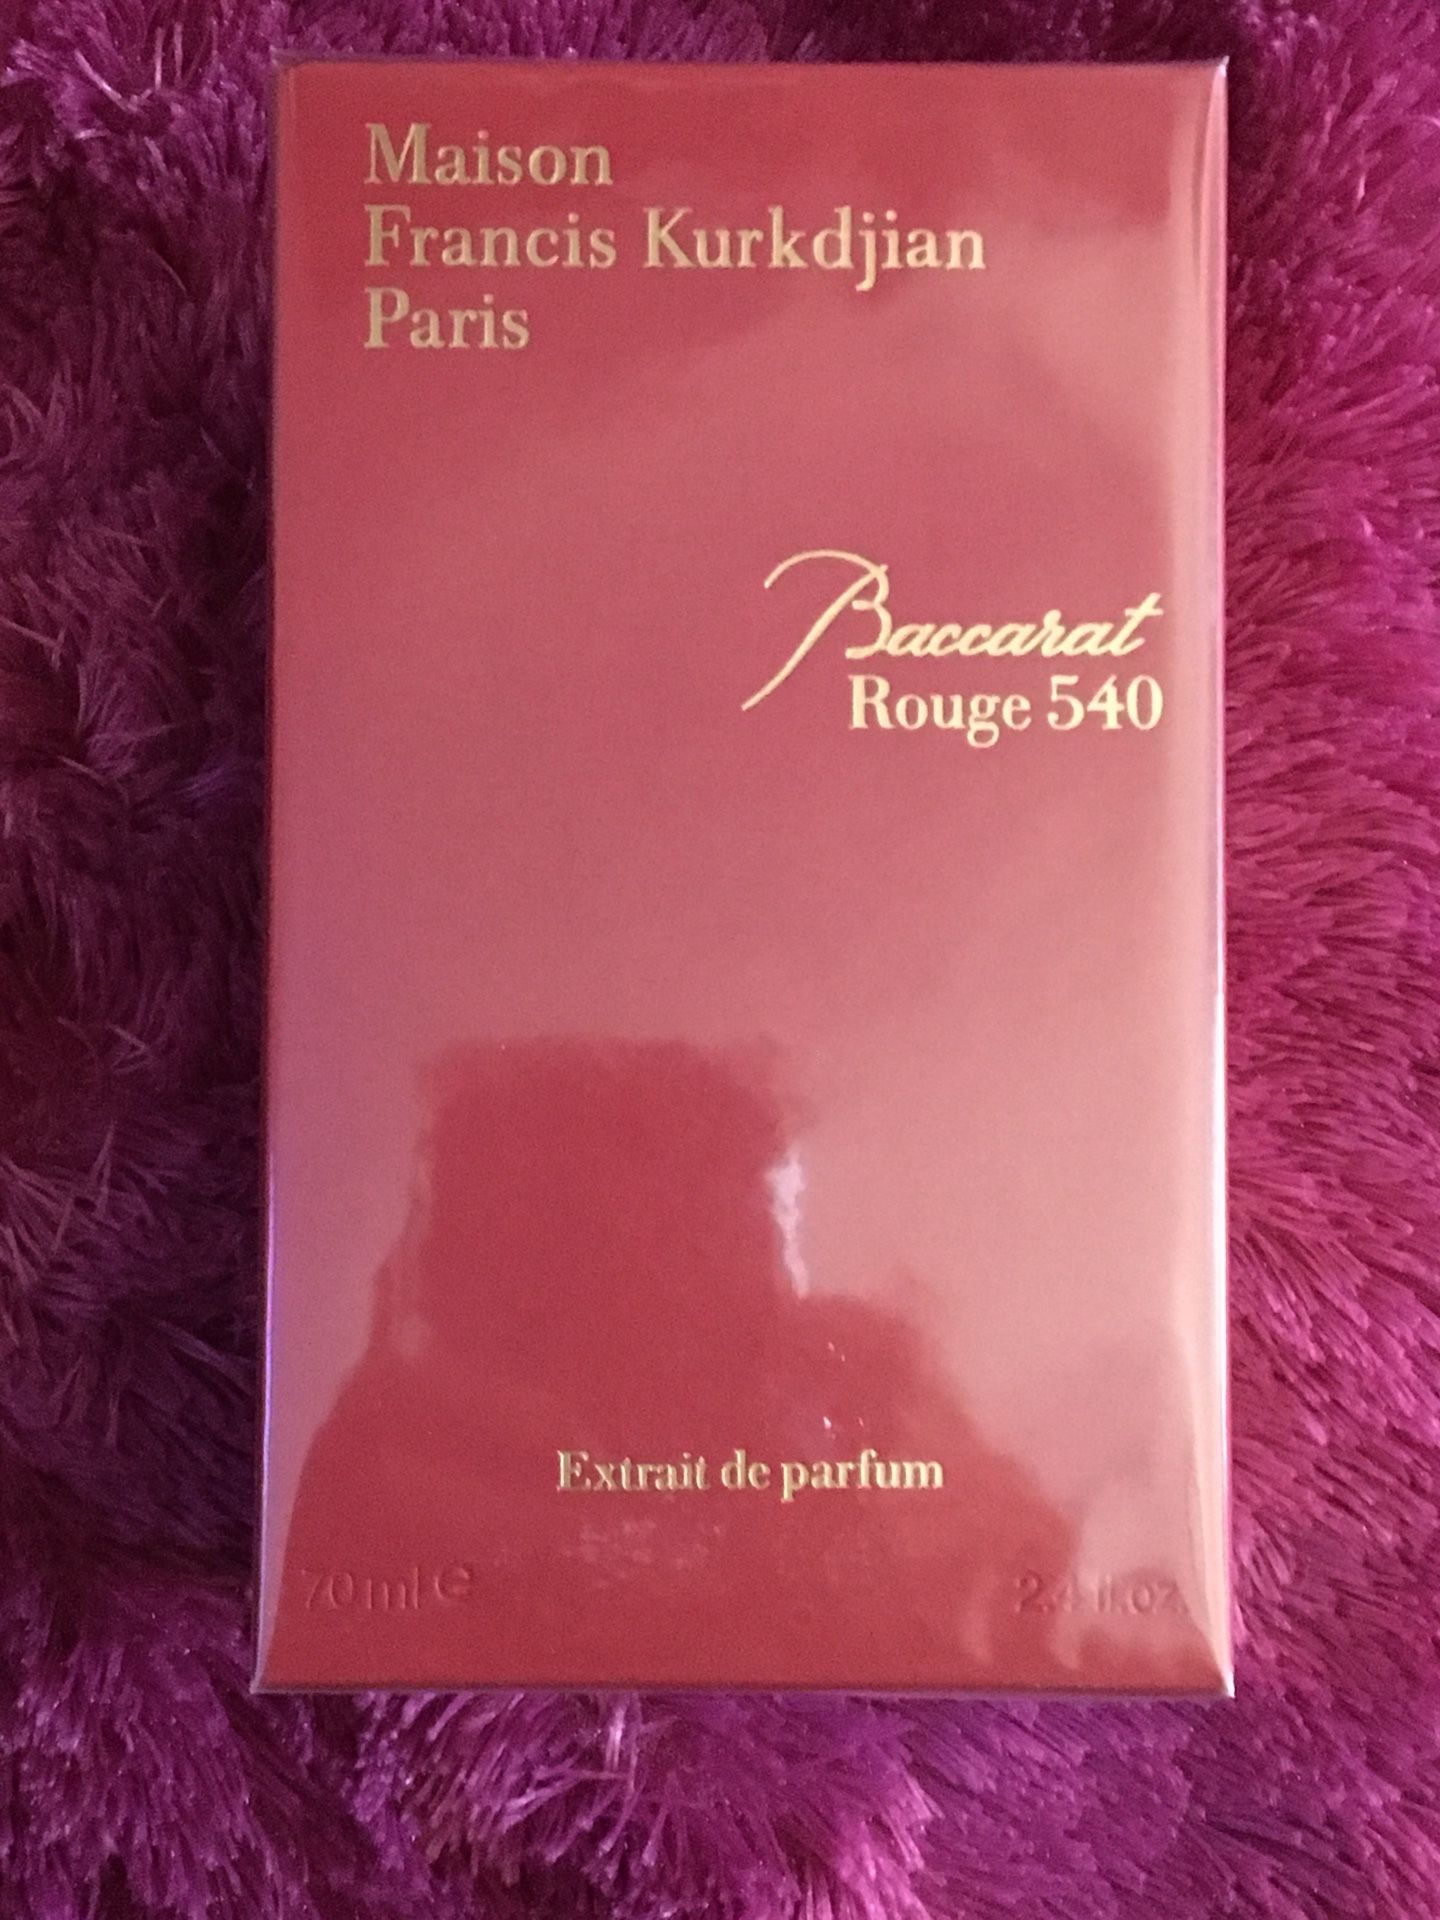 Maison
Francis Kurkdjian
Paris
Baccarat
Rouge 540
Extrait de parfum
70 ml ℮ 2.4 fl.oz.